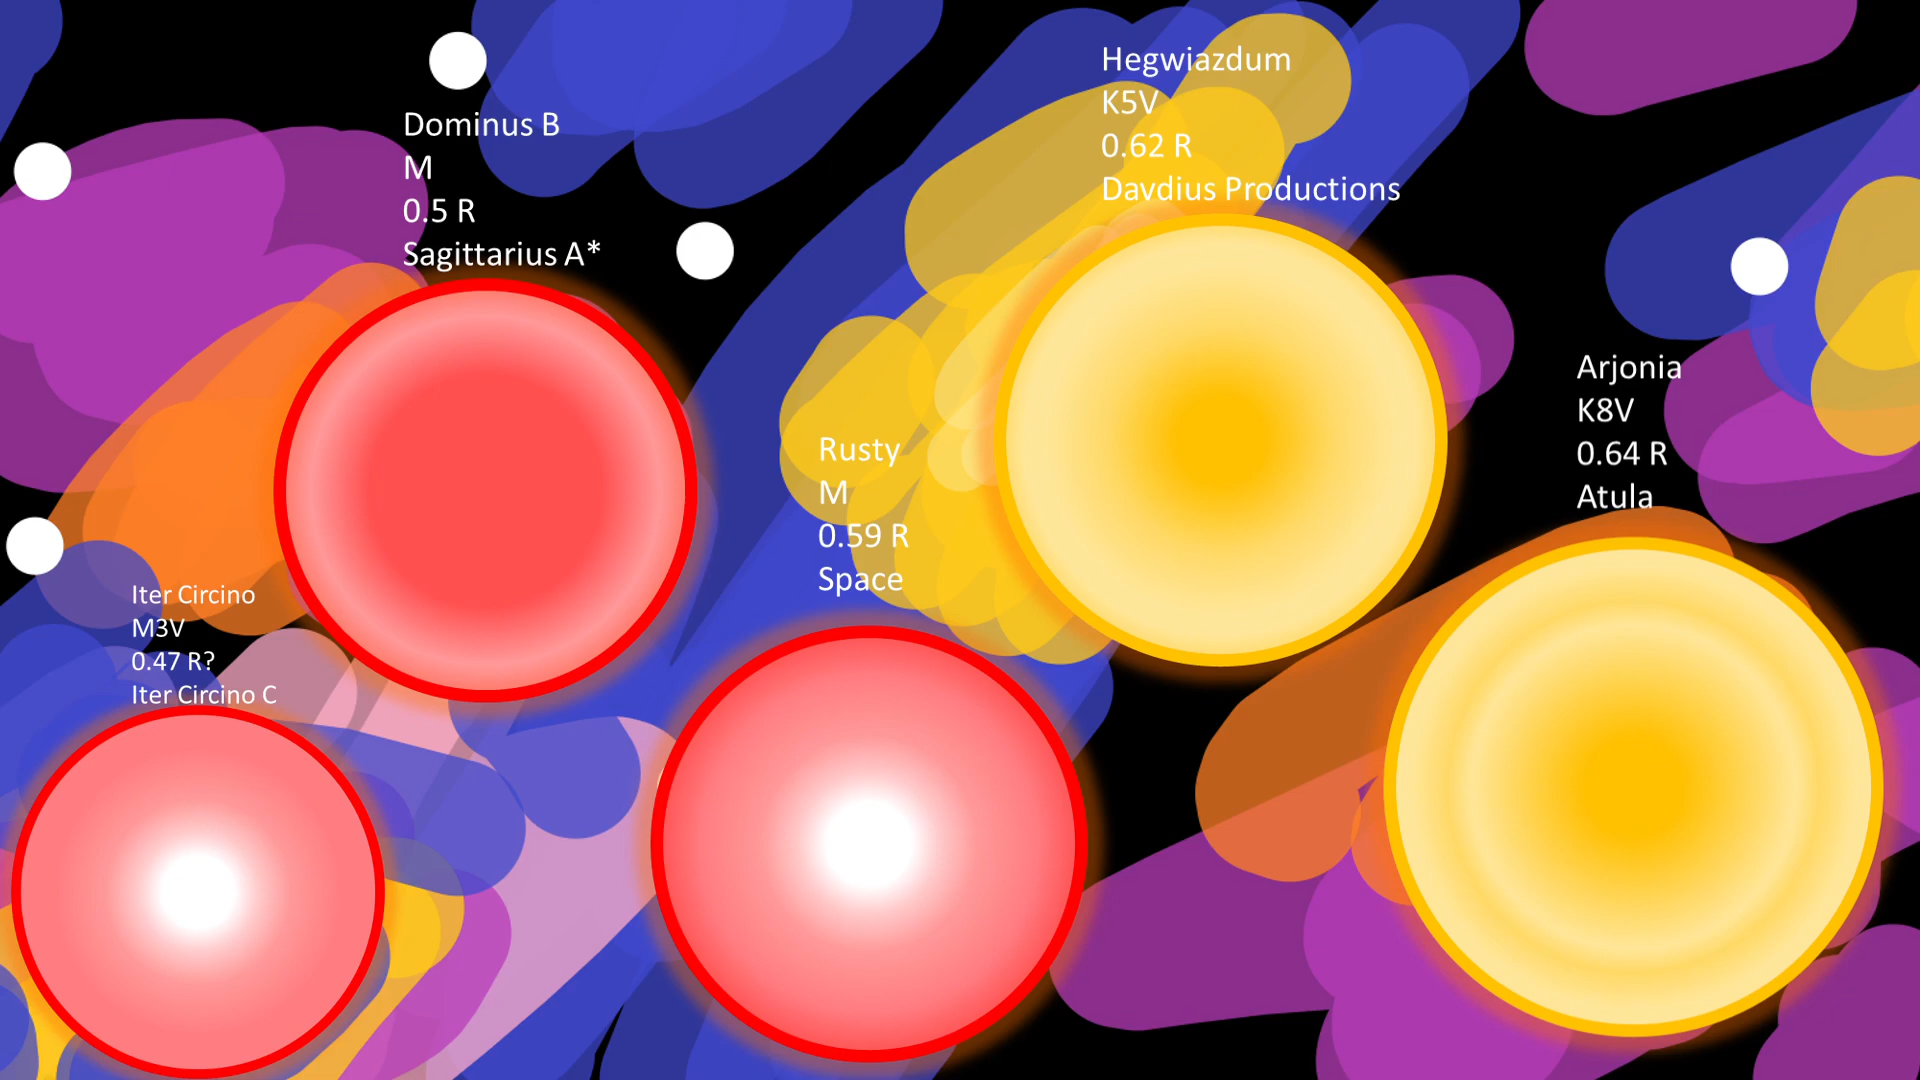 Dominus B
M
0.5 R
Sagittarius A*
Hegwiazdum
K5V
0.62 R
Davdius Productions
Arjonia
K8V
0.64 R
Atula
Rusty
M
0.59 R
Space
Iter Circino
M3V
0.47 R?
Iter Circino C